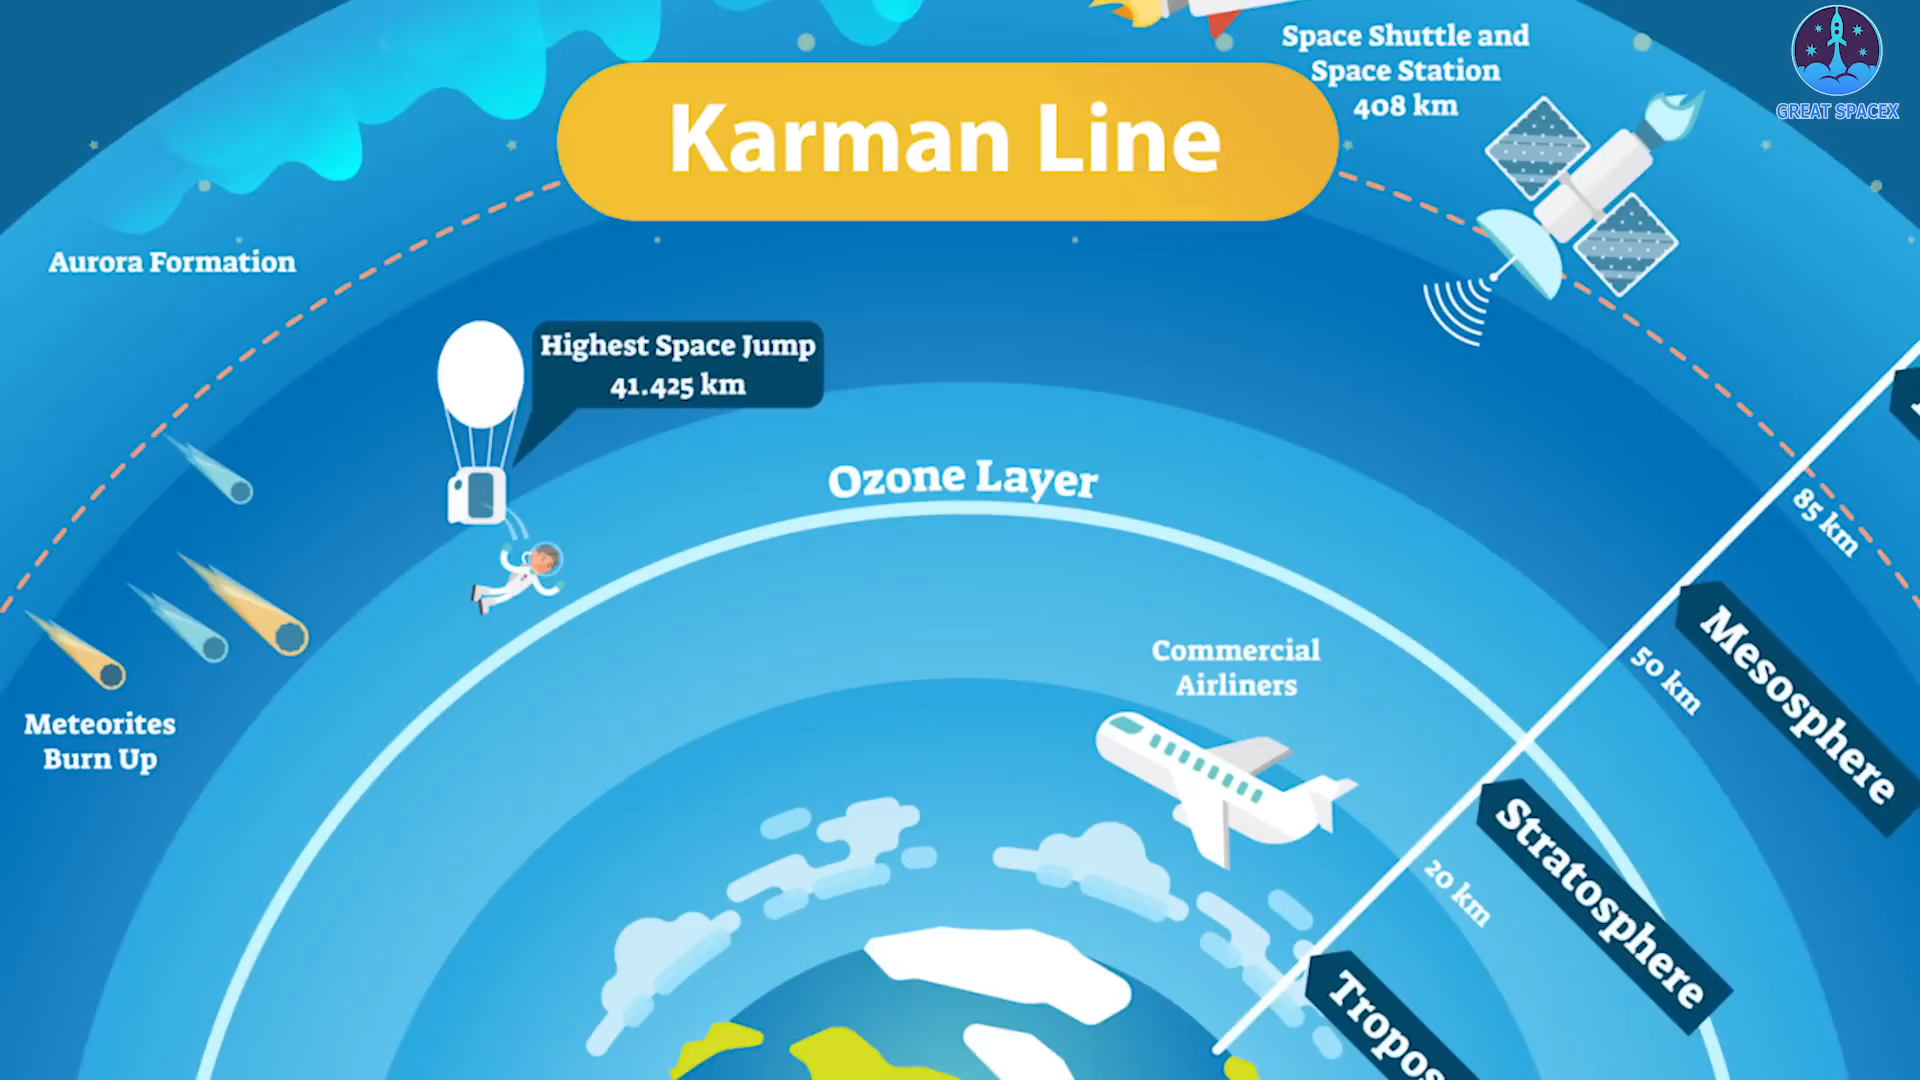 Space Shuttle and
Space Station
408 km
GREAT SPACEX
Karman Line
Aurora Formation
Highest Space Jump
41.425 km
Ozone Layer
85 km
Mesosphere
50 km
Commercial
Airliners
Meteorites
Burn Up
Stratosphere
20 km
Tropos